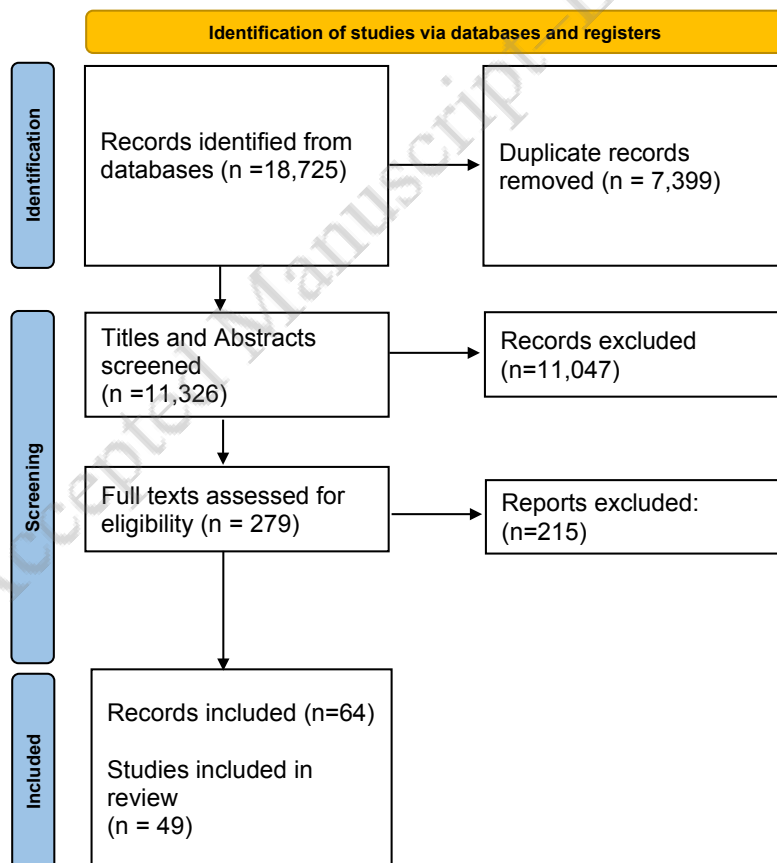 Identification of studies via databases and registers
Identification
Records identified from
databases (n =18,725)
Duplicate records
removed (n = 7,399)
Screening
Titles and Abstracts
screened
(n =11,326)
Records excluded
(n=11,047)
Full texts assessed for
eligibility (n = 279)
Reports excluded:
(n=215)
Included
Records included (n=64)
Studies included in
review
(n = 49)
Accepted Manuscript